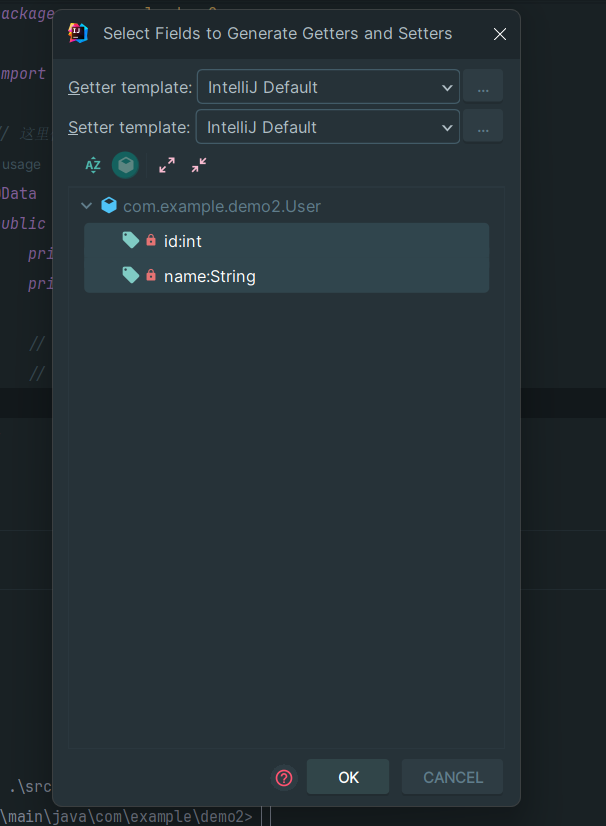 ackage
Select Fields to Generate Getters and Setters
mport
Getter template: IntelliJ Default ...
// 这里
Setter template: IntelliJ Default ...
usage
AZ
Data
ublic
com.example.demo2.User
pri
id:int
pri
name:String
//
//
? OK CANCEL
.\src
\main\java\com\example\demo2>